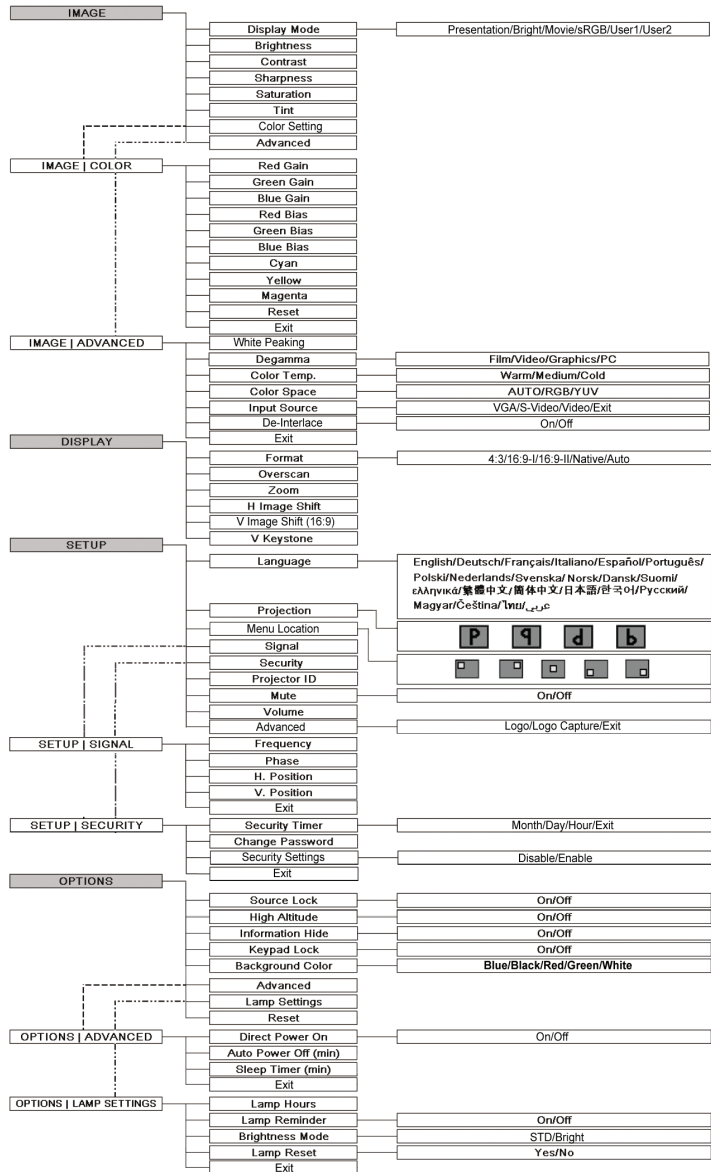 IMAGE
Display Mode Presentation/Bright/Movie/sRGB/User1/User2
Brightness
Contrast
Sharpness
Saturation
Tint
Color Setting
Advanced
IMAGE | COLOR Red Gain
Green Gain
Blue Gain
Red Bias
Green Bias
Blue Bias
Cyan
Yellow
Magenta
Reset
Exit
IMAGE | ADVANCED White Peaking
Degamma Film/Video/Graphics/PC
Color Temp. Warm/Medium/Cold
Color Space AUTO/RGB/YUV
Input Source VGA/S-Video/Video/Exit
De-Interlace On/Off
Exit
DISPLAY
Format 4:3/16:9-I/16:9-II/Native/Auto
Overscan
Zoom
H Image Shift
V Image Shift (16:9)
V Keystone
SETUP
Language English/Deutsch/Français/Italiano/Español/Português/
Polski/Nederlands/Svenska/ Norsk/Dansk/Suomi/
ελληνικά/繁體中文/简体中文/日本語/한국어/Русский/
Magyar/Čeština/ไทย/عربي
Projection
Menu Location
Signal
Security
Projector ID
Mute On/Off
Volume
Advanced Logo/Logo Capture/Exit
SETUP | SIGNAL Frequency
Phase
H. Position
V. Position
Exit
SETUP | SECURITY Security Timer Month/Day/Hour/Exit
Change Password
Security Settings Disable/Enable
Exit
OPTIONS
Source Lock On/Off
High Altitude On/Off
Information Hide On/Off
Keypad Lock On/Off
Background Color Blue/Black/Red/Green/White
Advanced
Lamp Settings
Reset
OPTIONS | ADVANCED Direct Power On On/Off
Auto Power Off (min)
Sleep Timer (min)
Exit
OPTIONS | LAMP SETTINGS Lamp Hours
Lamp Reminder On/Off
Brightness Mode STD/Bright
Lamp Reset Yes/No
Exit